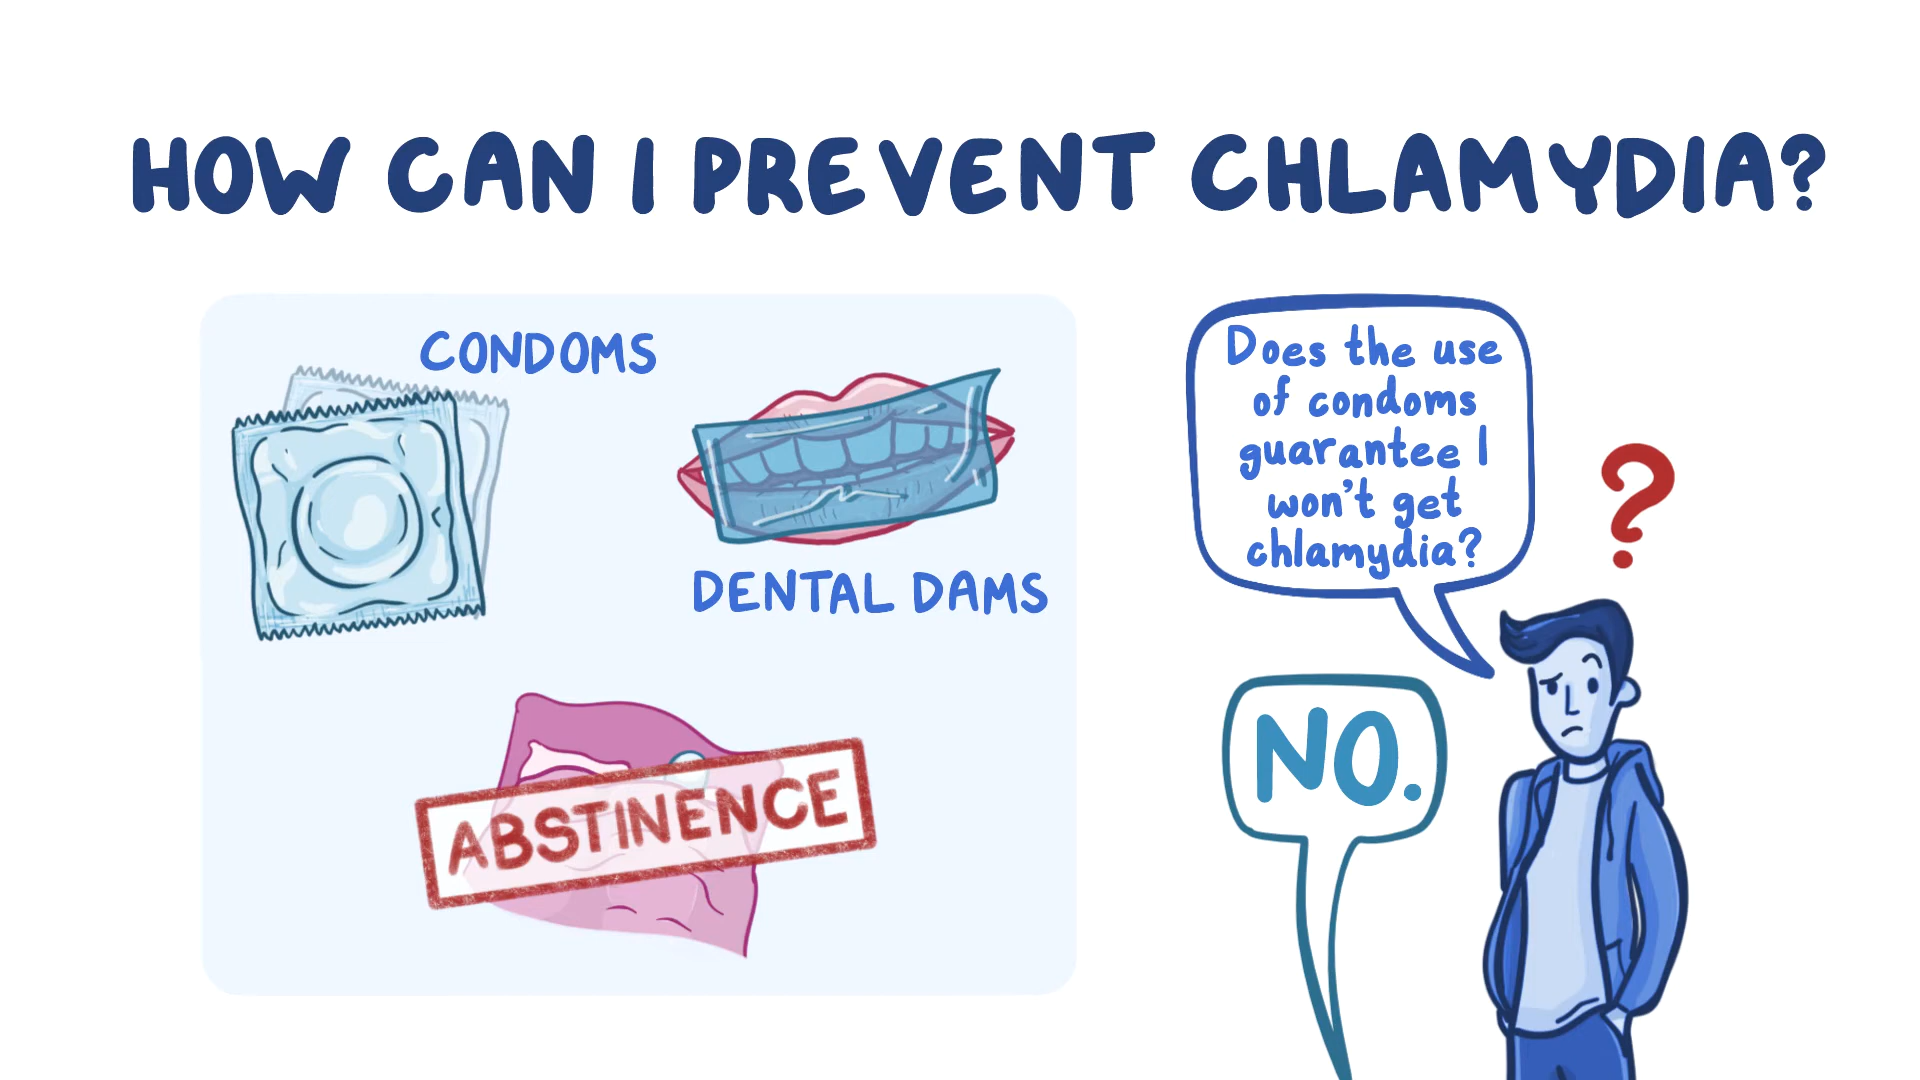 HOW CAN I PREVENT CHLAMYDIA?
CONDOMS
DENTAL DAMS
ABSTINENCE
Does the use
of condoms
guarantee I
won't get
chlamydia?
?
NO.